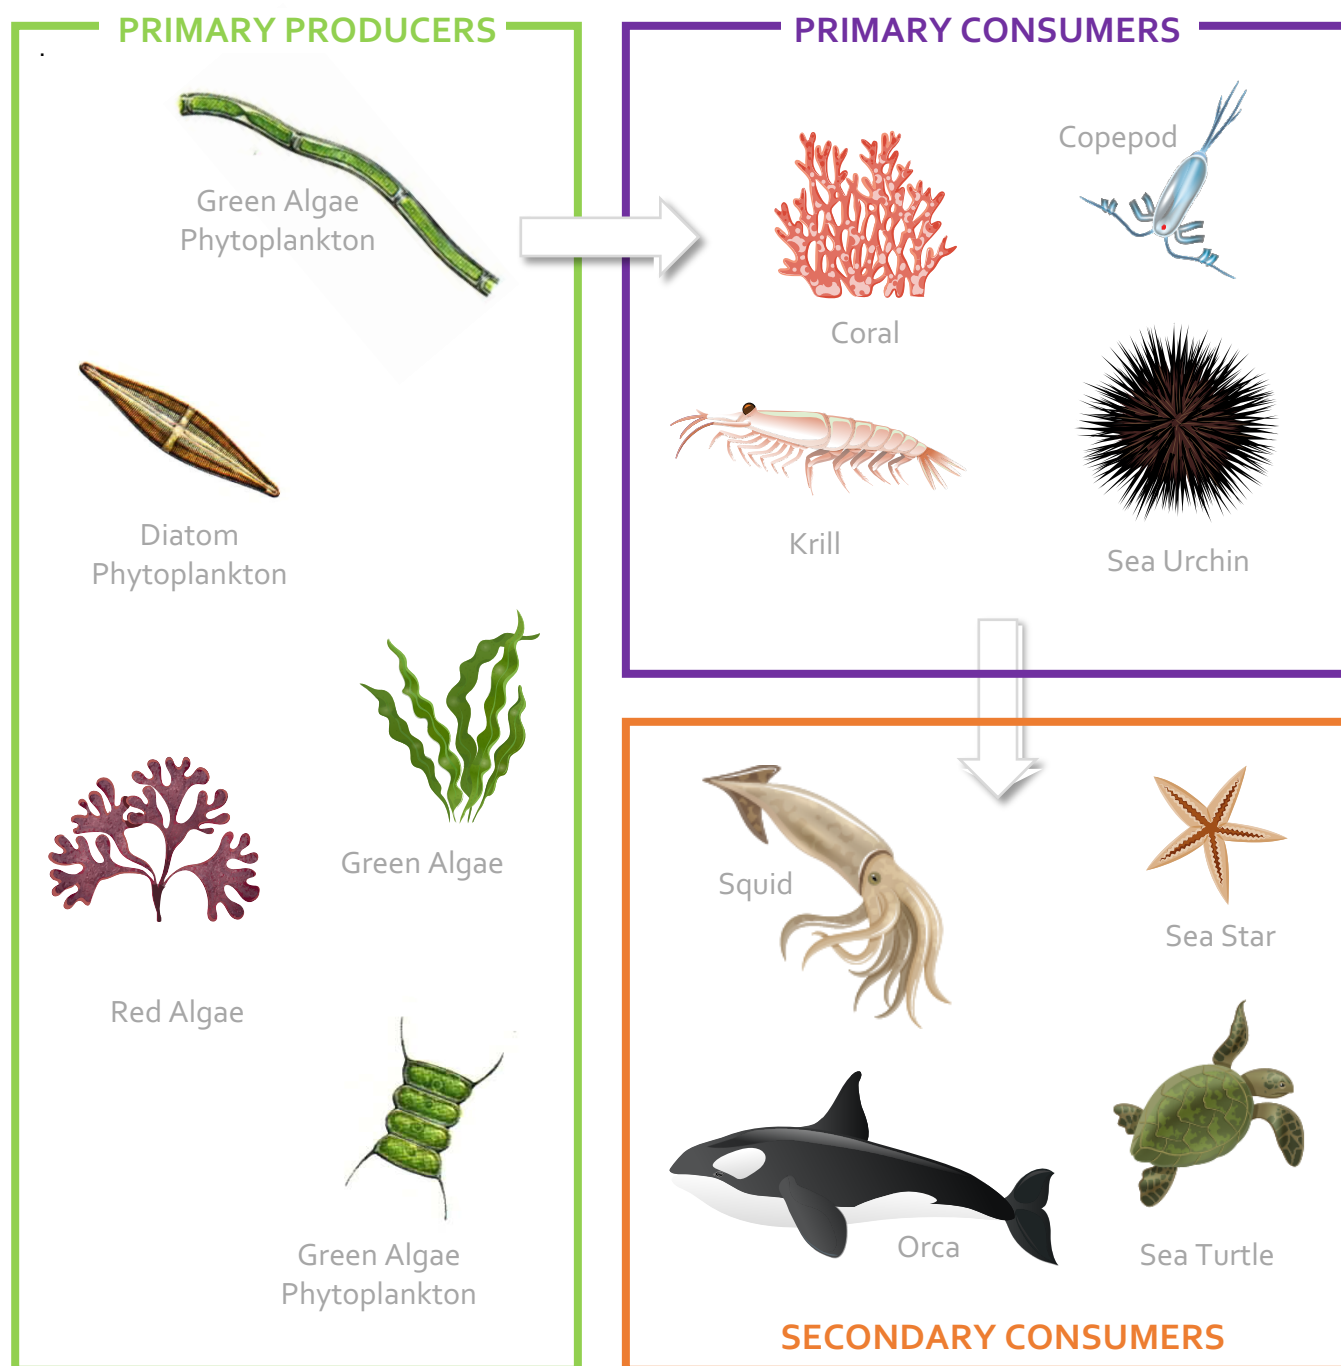 PRIMARY PRODUCERS
.
Green Algae
Phytoplankton
Diatom
Phytoplankton
Green Algae
Red Algae
Green Algae
Phytoplankton
PRIMARY CONSUMERS
Copepod
Coral
Krill
Sea Urchin
Squid
Sea Star
Orca
Sea Turtle
SECONDARY CONSUMERS